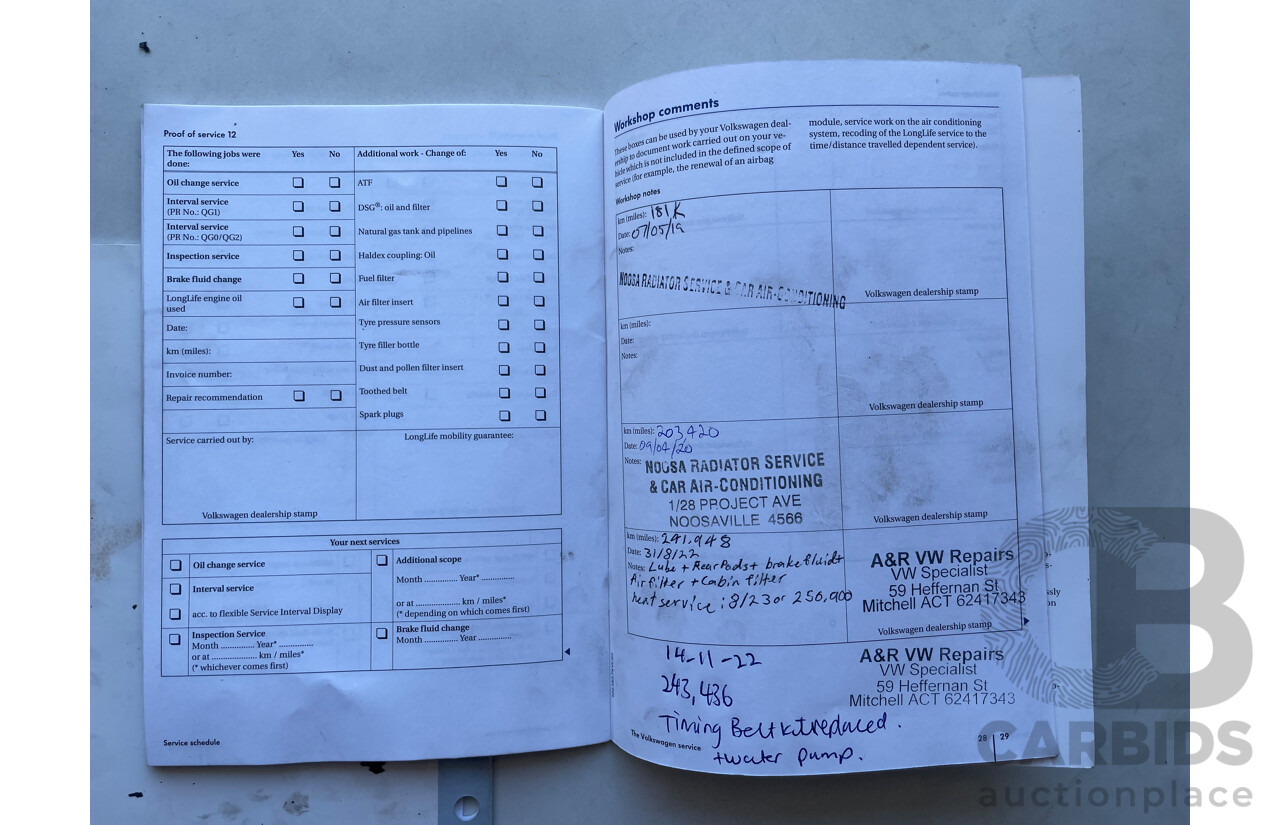 Proof of service 12
The following jobs were done: Yes No
Additional work - Change of: Yes No
Oil change service
ATF
Interval service
(PR No.: QG1)
DSG®: oil and filter
Interval service
(PR No.: QG0/QG2)
Natural gas tank and pipelines
Inspection service
Haldex coupling: Oil
Brake fluid change
Fuel filter
LongLife engine oil
used
Air filter insert
Date:
Tyre pressure sensors
km (miles):
Tyre filler bottle
Invoice number:
Dust and pollen filter insert
Repair recommendation
Toothed belt
Spark plugs
Service carried out by:
LongLife mobility guarantee:
Volkswagen dealership stamp
Your next services
Oil change service
Interval service
acc. to flexible Service Interval Display
Inspection Service
Month .............. Year* ..............
or at ................... km / miles*
(* whichever comes first)
Additional scope
Month .............. Year* ..............
or at ................... km / miles*
(* depending on which comes first)
Brake fluid change
Month .............. Year ..............
Service schedule
Workshop comments
These boxes can be used by your Volkswagen deal-
ership to document work carried out on your ve-
hicle which is not included in the defined scope of
service (for example, the renewal of an airbag
module, service work on the air conditioning
system, recoding of the LongLife service to the
time/distance travelled dependent service).
Workshop notes
km (miles): 181K
Date: 07/05/19
Notes:
NOOSA RADIATOR SERVICE & CAR AIR-CONDITIONING
Volkswagen dealership stamp
km (miles):
Date:
Notes:
Volkswagen dealership stamp
km (miles): 203,420
Date: 09/04/20
Notes: NOOSA RADIATOR SERVICE
& CAR AIR-CONDITIONING
1/28 PROJECT AVE
NOOSAVILLE 4566
Volkswagen dealership stamp
km (miles): 241,948
Date: 31/8/22
Notes: Lube + Rear Pads + brake fluid +
Air filter + Cabin filter
next service: 8/23 or 256,900
A&R VW Repairs
VW Specialist
59 Heffernan St
Mitchell ACT 62417343
Volkswagen dealership stamp
14-11-22
243,436
Timing Belt kit replaced.
+ water pump.
A&R VW Repairs
VW Specialist
59 Heffernan St
Mitchell ACT 62417343
The Volkswagen service
28 29
CARBIDS
auctionplace